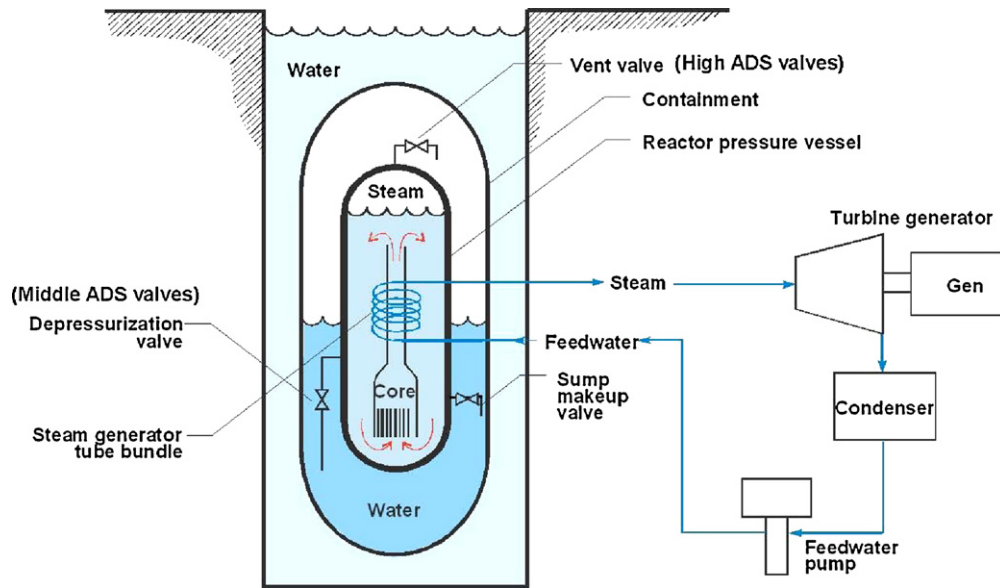 Water
Vent valve (High ADS valves)
Containment
Reactor pressure vessel
Steam
Turbine generator
Gen
Steam
(Middle ADS valves)
Depressurization
valve
Feedwater
Core
Sump
makeup
valve
Condenser
Steam generator
tube bundle
Water
Feedwater
pump